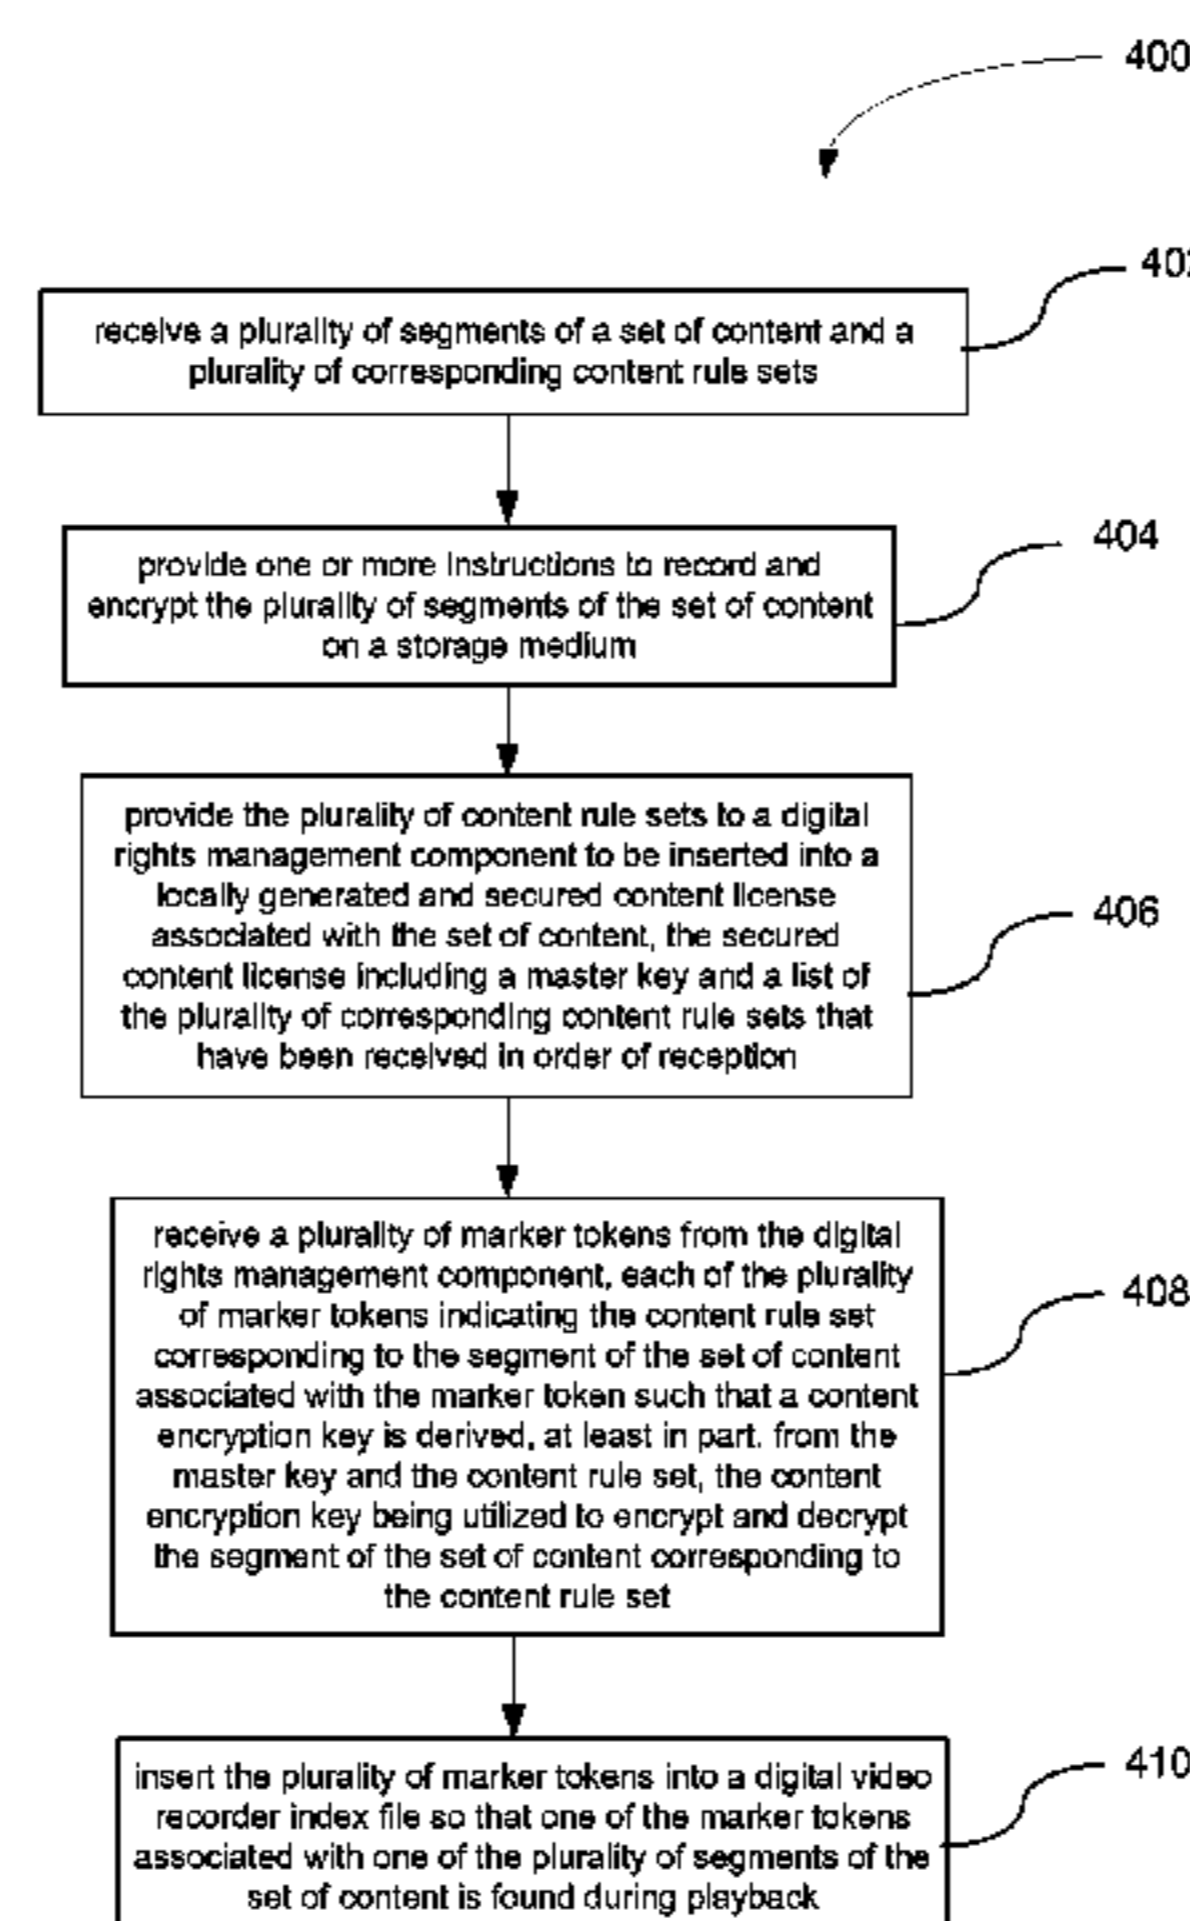 400
402
receive a plurality of segments of a set of content and a
plurality of corresponding content rule sets
404
provide one or more instructions to record and
encrypt the plurality of segments of the set of content
on a storage medium
406
provide the plurality of content rule sets to a digital
rights management component to be inserted into a
locally generated and secured content license
associated with the set of content, the secured
content license including a master key and a list of
the plurality of corresponding content rule sets that
have been received in order of reception
408
receive a plurality of marker tokens from the digital
rights management component, each of the plurality
of marker tokens indicating the content rule set
corresponding to the segment of the set of content
associated with the marker token such that a content
encryption key is derived, at least in part. from the
master key and the content rule set, the content
encryption key being utilized to encrypt and decrypt
the segment of the set of content corresponding to
the content rule set
410
insert the plurality of marker tokens into a digital video
recorder index file so that one of the marker tokens
associated with one of the plurality of segments of the
set of content is found during playback